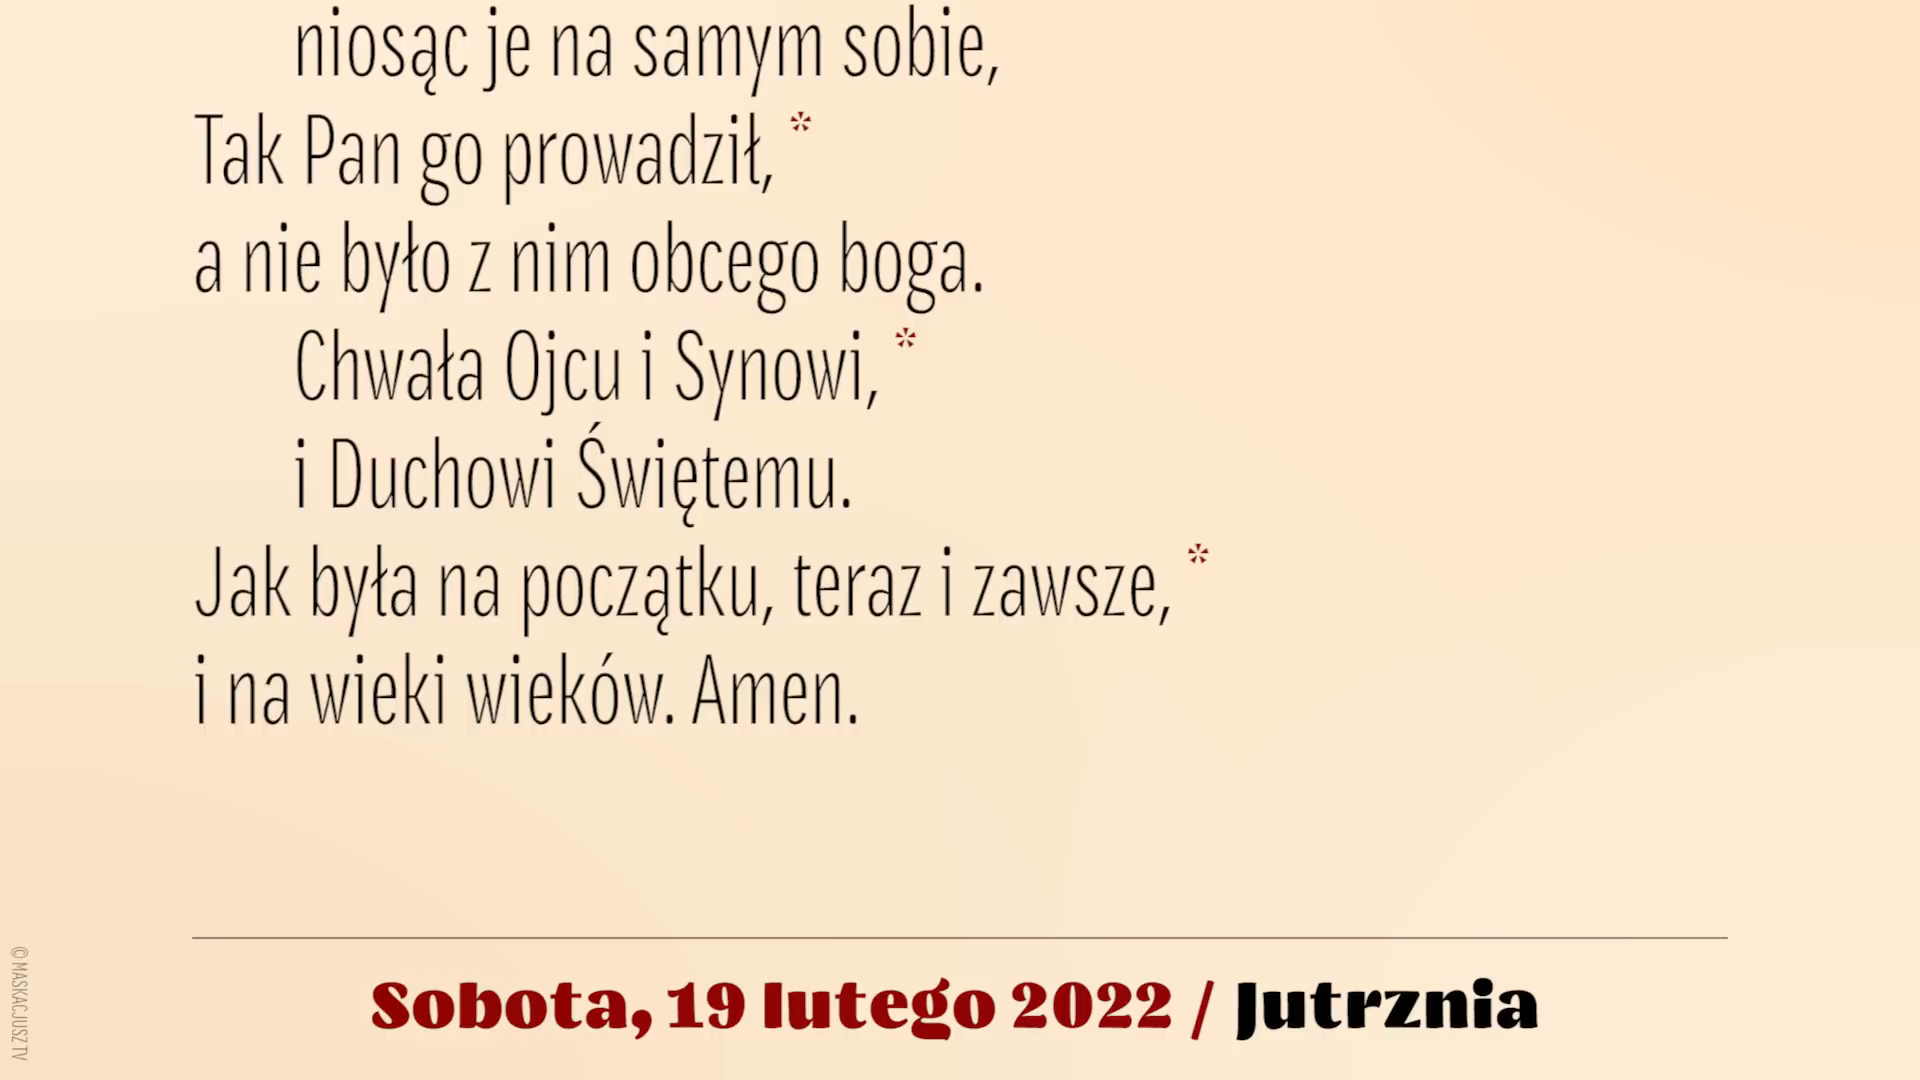 niosąc je na samym sobie,
Tak Pan go prowadził, *
a nie było z nim obcego boga.
Chwała Ojcu i Synowi, *
i Duchowi Świętemu.
Jak była na początku, teraz i zawsze, *
i na wieki wieków. Amen.
Sobota, 19 lutego 2022 / Jutrznia
© MASKACJUSZ TV